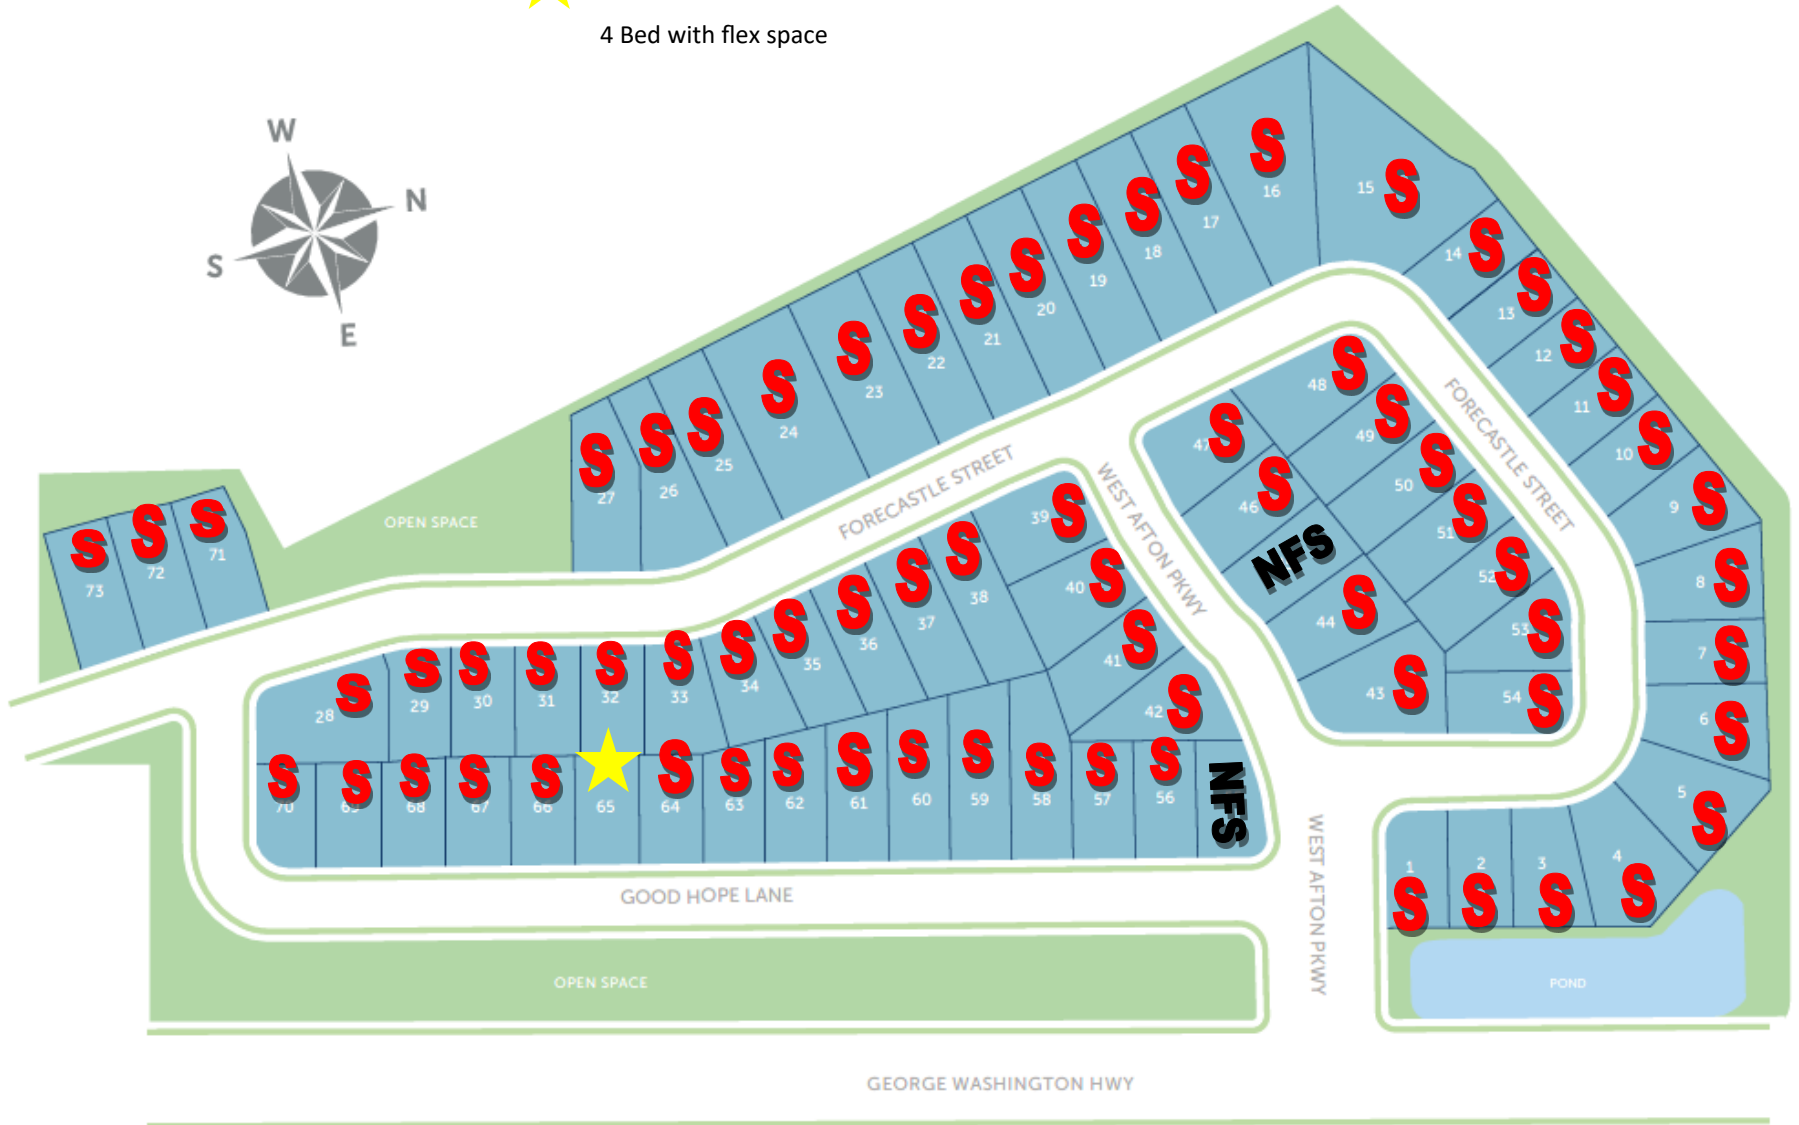 4 Bed with flex space
W
N
S
E
S 16
15 S
S 17
S 18
14 S
S 19
S 20
13 S
S 21
S 22
12 S
S 23
48 S
11 S
S 24
49 S
S 25
47 S
10 S
S 26
S 27
50 S
46 S
9 S
FORECASTLE STREET
FORECASTLE STREET
WEST AFTON PKWY
OPEN SPACE
S 73
S 72
S 71
39 S
51 S
NFS
S 38
52 S
8 S
S 37
40 S
S 36
44 S
S 35
53 S
41 S
7 S
S 34
S 33
S 32
S 31
S 30
S 29
28 S
43 S
54 S
42 S
6 S
S 70
S 69
S 68
S 67
S 66
65
S 64
S 63
S 62
S 61
S 60
S 59
S 58
S 57
S 56
NFS
5 S
1 S
2 S
3 S
4 S
GOOD HOPE LANE
WEST AFTON PKWY
OPEN SPACE
POND
GEORGE WASHINGTON HWY